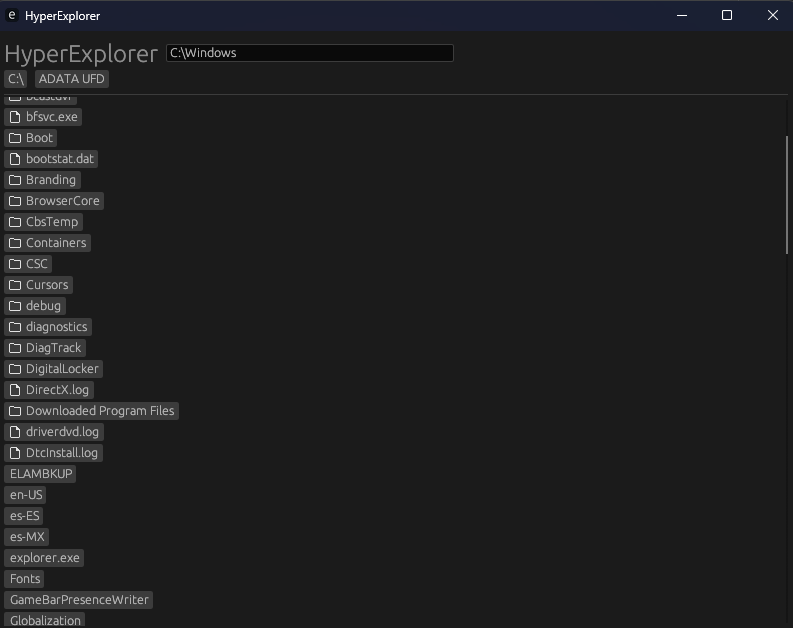 e HyperExplorer
HyperExplorer C:\Windows
C:\ ADATA UFD
bcastdvr
bfsvc.exe
Boot
bootstat.dat
Branding
BrowserCore
CbsTemp
Containers
CSC
Cursors
debug
diagnostics
DiagTrack
DigitalLocker
DirectX.log
Downloaded Program Files
driverdvd.log
DtcInstall.log
ELAMBKUP
en-US
es-ES
es-MX
explorer.exe
Fonts
GameBarPresenceWriter
Globalization